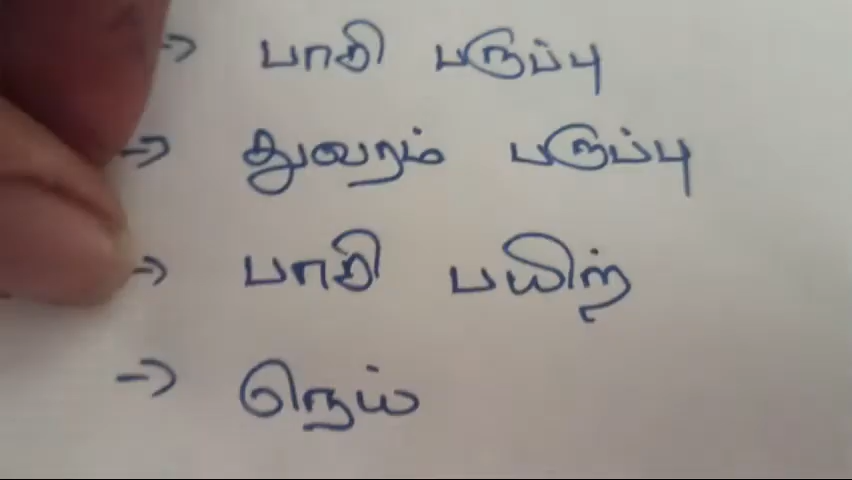 பாசி பருப்பு
துவரம் பருப்பு
பாசி பயிறு
நெய்